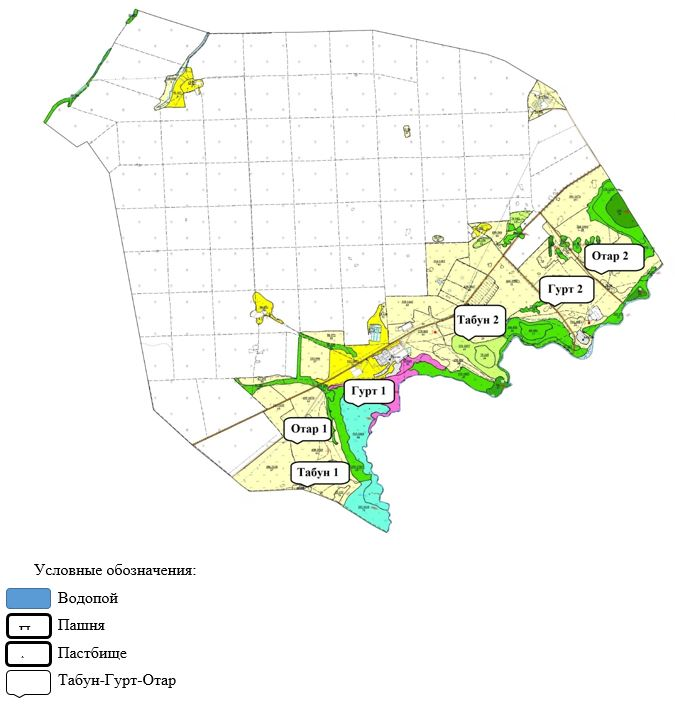 Отар 2
Гурт 2
Табун 2
Гурт 1
Отар 1
Табун 1
Условные обозначения:
Водопой
П Пашня
Пастбище
Табун-Гурт-Отар